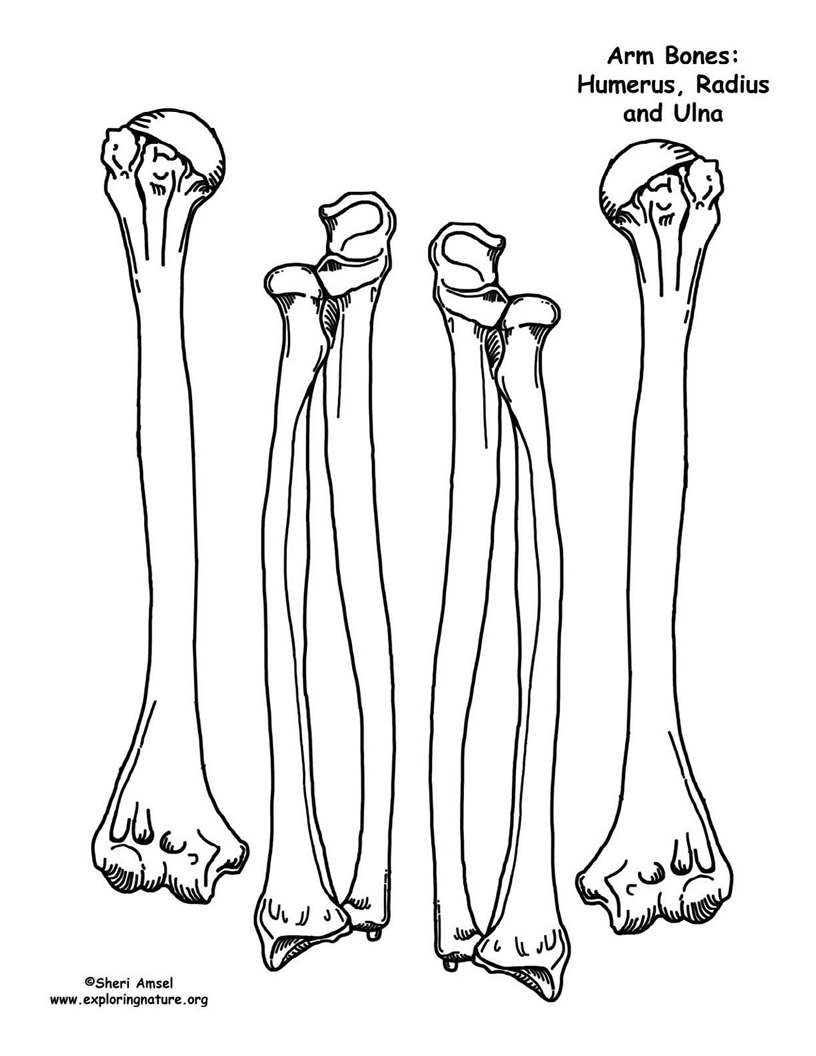 Arm Bones:
Humerus, Radius
and Ulna
©Sheri Amsel
www.exploringnature.org